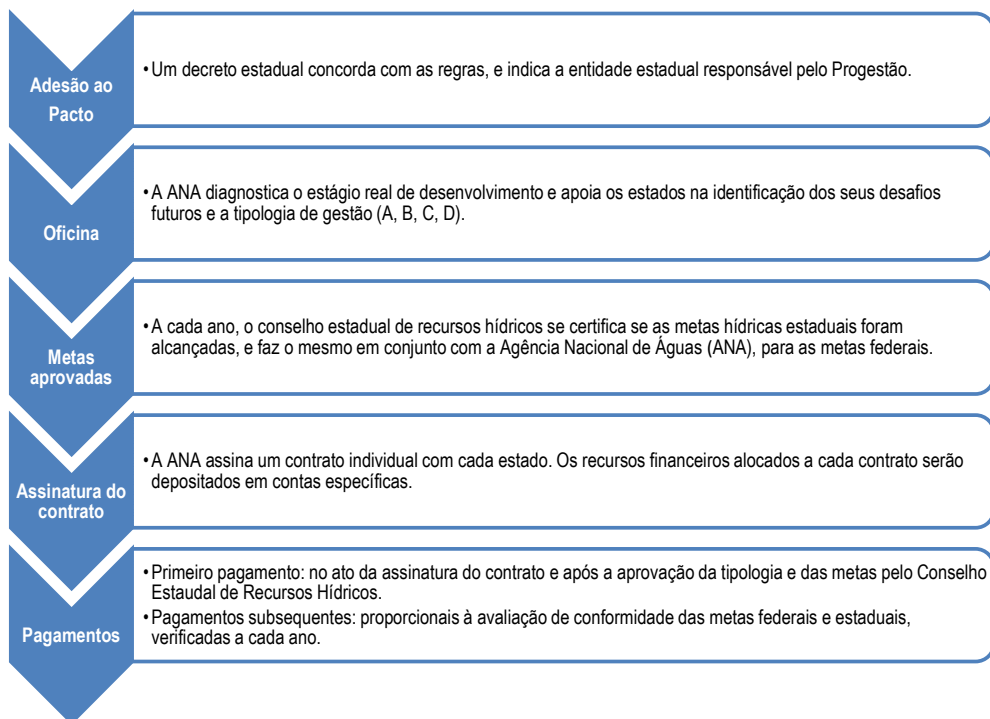 Adesão ao
Pacto
•Um decreto estadual concorda com as regras, e indica a entidade estadual responsável pelo Progestão.
Oficina
•A ANA diagnostica o estágio real de desenvolvimento e apoia os estados na identificação dos seus desafios
futuros e a tipologia de gestão (A, B, C, D).
Metas
aprovadas
•A cada ano, o conselho estadual de recursos hídricos se certifica se as metas hídricas estaduais foram
alcançadas, e faz o mesmo em conjunto com a Agência Nacional de Águas (ANA), para as metas federais.
Assinatura do
contrato
•A ANA assina um contrato individual com cada estado. Os recursos financeiros alocados a cada contrato serão
depositados em contas específicas.
Pagamentos
•Primeiro pagamento: no ato da assinatura do contrato e após a aprovação da tipologia e das metas pelo Conselho
Estaudal de Recursos Hídricos.
•Pagamentos subsequentes: proporcionais à avaliação de conformidade das metas federais e estaduais,
verificadas a cada ano.